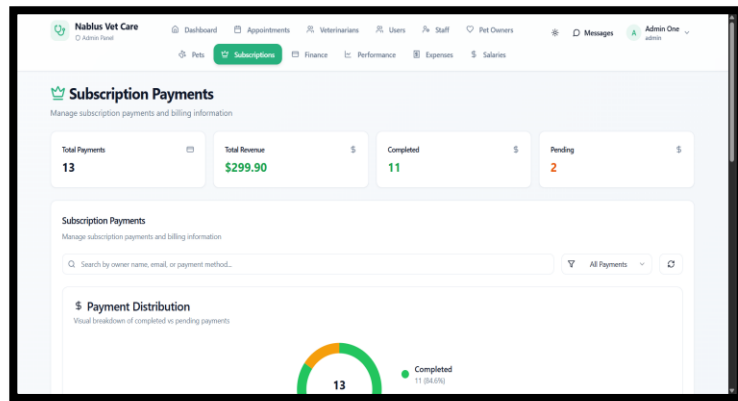 Nablus Vet Care
Admin Panel
Dashboard Appointments Veterinarians Users Staff Pet Owners
Messages
A
Admin One
admin
Pets Subscriptions Finance Performance Expenses $ Salaries
Subscription Payments
Manage subscription payments and billing information
Total Payments
13
Total Revenue $
$299.90
Completed $
11
Pending $
2
Subscription Payments
Manage subscription payments and billing information
Search by owner name, email, or payment method...
All Payments
$ Payment Distribution
Visual breakdown of completed vs pending payments
13
Completed
11 (84.6%)